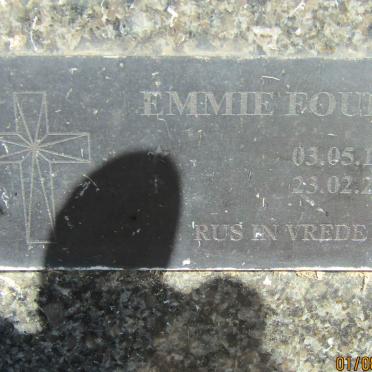 EMMIE FOU
03.05.1
23.02.2
RUS IN VREDE
01/0